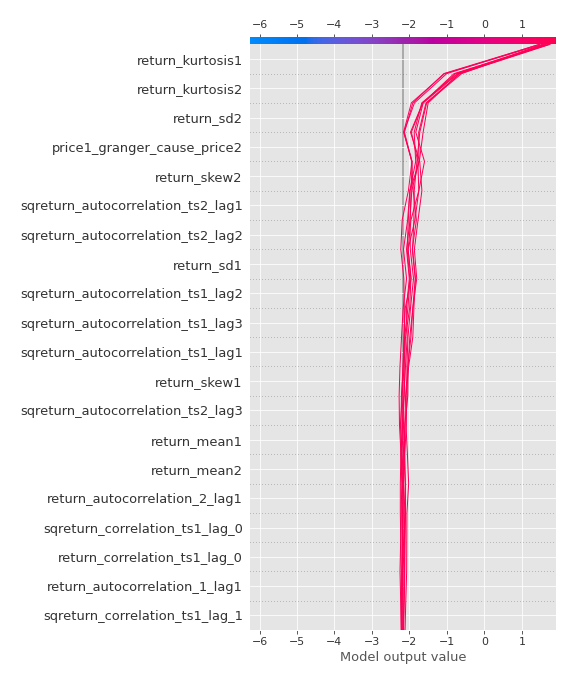 −6 −5 −4 −3 −2 −1 0 1
return_kurtosis1
return_kurtosis2
return_sd2
price1_granger_cause_price2
return_skew2
sqreturn_autocorrelation_ts2_lag1
sqreturn_autocorrelation_ts2_lag2
return_sd1
sqreturn_autocorrelation_ts1_lag2
sqreturn_autocorrelation_ts1_lag3
sqreturn_autocorrelation_ts1_lag1
return_skew1
sqreturn_autocorrelation_ts2_lag3
return_mean1
return_mean2
return_autocorrelation_2_lag1
sqreturn_correlation_ts1_lag_0
return_correlation_ts1_lag_0
return_autocorrelation_1_lag1
sqreturn_correlation_ts1_lag_1
−6 −5 −4 −3 −2 −1 0 1
Model output value